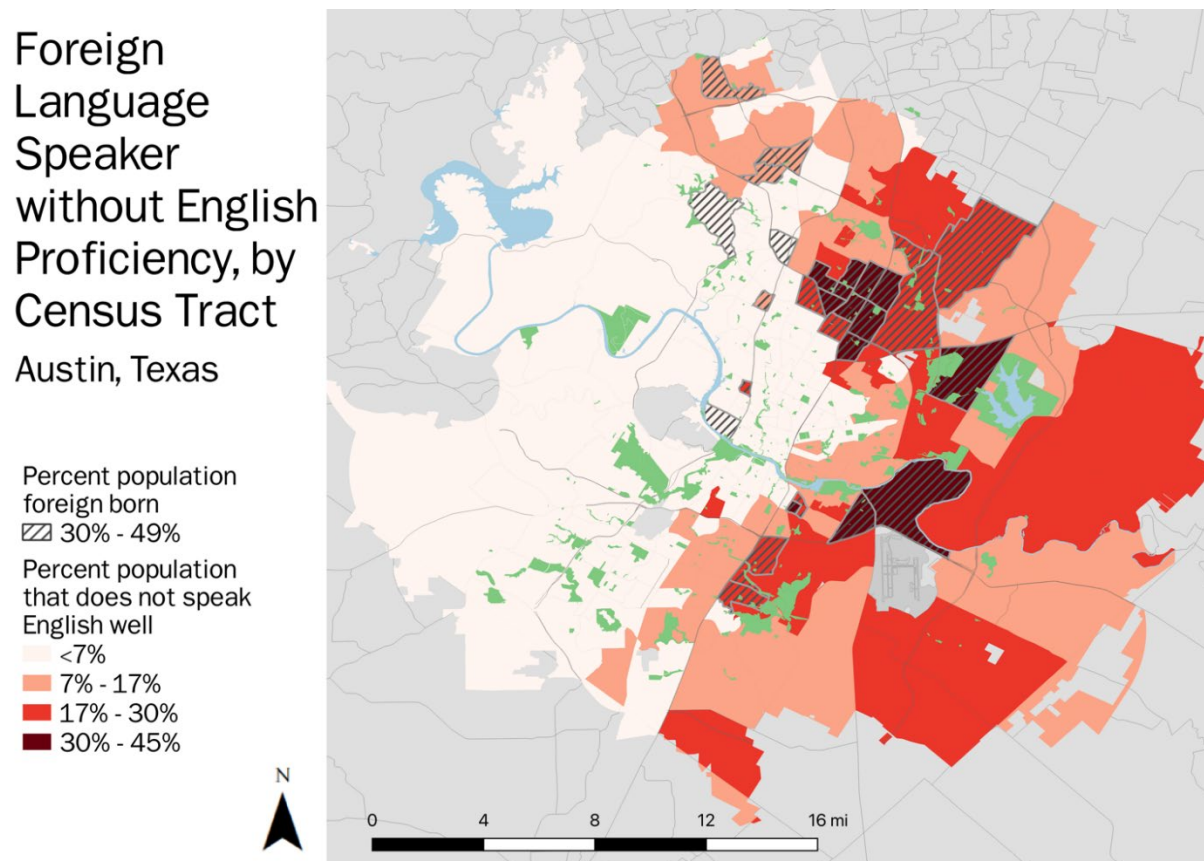 Foreign
Language
Speaker
without English
Proficiency, by
Census Tract
Austin, Texas
Percent population
foreign born
30% - 49%
Percent population
that does not speak
English well
<7%
7% - 17%
17% - 30%
30% - 45%
N
0 4 8 12 16 mi